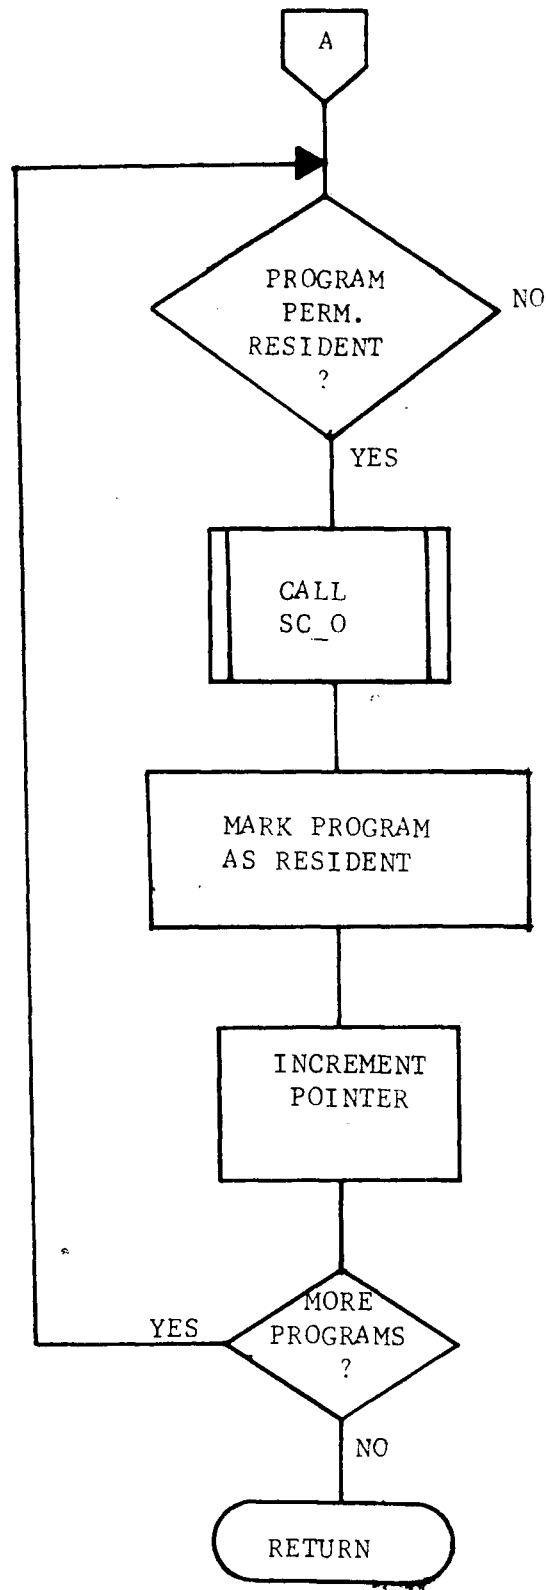 A
PROGRAM
PERM.
RESIDENT
?
NO
YES
CALL
SC_O
MARK PROGRAM
AS RESIDENT
INCREMENT
POINTER
MORE
PROGRAMS
?
YES
NO
RETURN